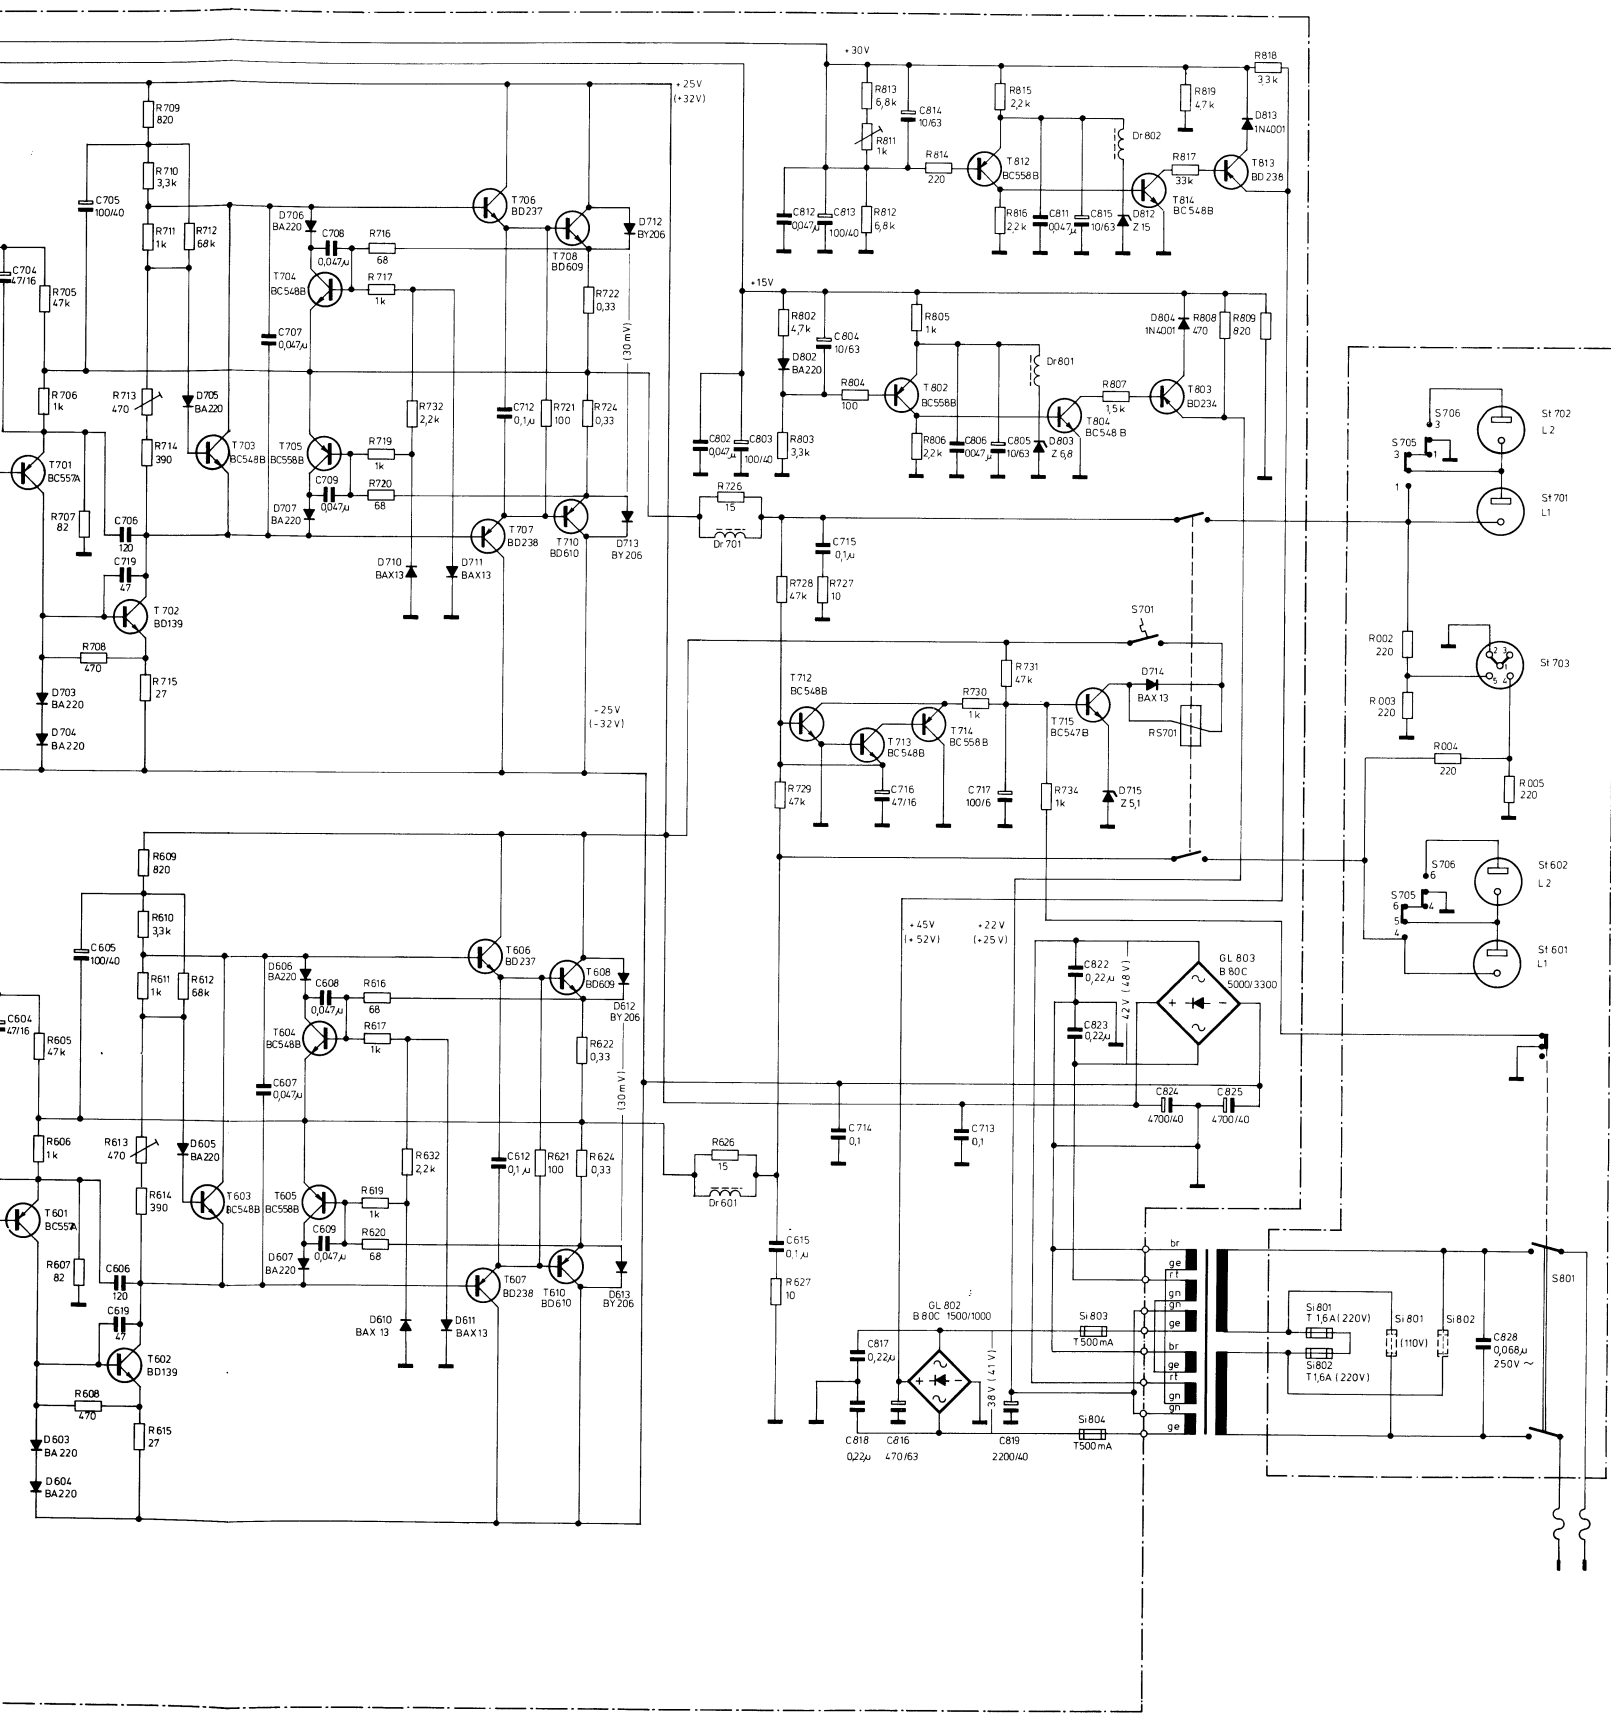 +30V
R818
3,3k
+25V
(+32V)
R813
6,8k
C814
10/63
R815
2,2k
R819
4,7k
D813
1N4001
R709
820
R811
1k
Dr802
R814
220
T812
BC558B
R817
33k
T813
BD238
T814
BC548B
R710
3,3k
C705
100/40
T706
BD237
D706
BA220
C708
0,047µ
R716
68
D712
BY206
T708
BD609
C812
0,047µ
C813
100/40
R812
6,8k
R816
2,2k
C811
0,047µ
C815
10/63
D812
Z15
R711
1k
R712
68k
C704
47/16
R705
47k
T704
BC548B
R717
1k
R722
0,33
(30mV)
+15V
R802
4,7k
C804
10/63
D802
BA220
R805
1k
Dr801
D804
1N4001
R808
470
R809
820
C707
0,047µ
R804
100
T802
BC558B
R807
1,5k
T803
BD234
T804
BC548B
R706
1k
R713
470
D705
BA220
R732
2,2k
C712
0,1µ
R721
100
R724
0,33
C802
0,047µ
C803
100/40
R803
3,3k
R806
2,2k
C806
0,047µ
C805
10/63
D803
Z6,8
S706
3
S705
3
1
1
St702
L2
St701
L1
T701
BC557A
R714
390
T703
BC548B
T705
BC558B
R719
1k
C709
0,047µ
R720
68
R707
82
C706
120
D707
BA220
T707
BD238
T710
BD610
D713
BY206
R726
15
Dr701
C715
0,1µ
R728
47k
R727
10
C719
47
D710
BAX13
D711
BAX13
T702
BD139
S701
R708
470
R715
27
D703
BA220
D704
BA220
-25V
(-32V)
T712
BC548B
R731
47k
R730
1k
D714
BAX13
T713
BC548B
T714
BC558B
T715
BC547B
RS701
R002
220
R003
220
2
3
1
5
4
St703
R004
220
R005
220
R729
47k
C716
47/16
C717
100/6
R734
1k
D715
Z5,1
R609
820
S706
6
S705
6
5
4
4
St602
L2
St601
L1
R610
3,3k
C605
100/40
T606
BD237
D606
BA220
C608
0,047µ
R616
68
T608
BD609
D612
BY206
R611
1k
R612
68k
+45V
(+52V)
+22V
(+25V)
C822
0,22µ
C823
0,22µ
42V (48V)
GL 803
B 80C
5000/3300
C604
47/16
R605
47k
T604
BC548B
R617
1k
R622
0,33
(30mV)
C607
0,047µ
C714
0,1
C713
0,1
C824
4700/40
C825
4700/40
R606
1k
R613
470
D605
BA220
R632
2,2k
C612
0,1µ
R621
100
R624
0,33
R626
15
Dr601
T601
BC557A
R614
390
T603
BC548B
T605
BC558B
R619
1k
C609
0,047µ
R620
68
R607
82
C606
120
D607
BA220
T607
BD238
T610
BD610
D613
BY206
C615
0,1µ
R627
10
C619
47
D610
BAX13
D611
BAX13
T602
BD139
R608
470
R615
27
D603
BA220
D604
BA220
GL 802
B80C 1500/1000
C817
0,22µ
C818
0,22µ
C816
470/63
38V (41V)
C819
2200/40
Si803
T500mA
Si804
T500mA
br
ge
rt
gn
gn
ge
br
ge
rt
gn
gn
ge
Si801
T 1,6A (220V)
Si802
T1,6A (220V)
Si801
(110V)
Si802
C828
0,068µ
250V ~
S801